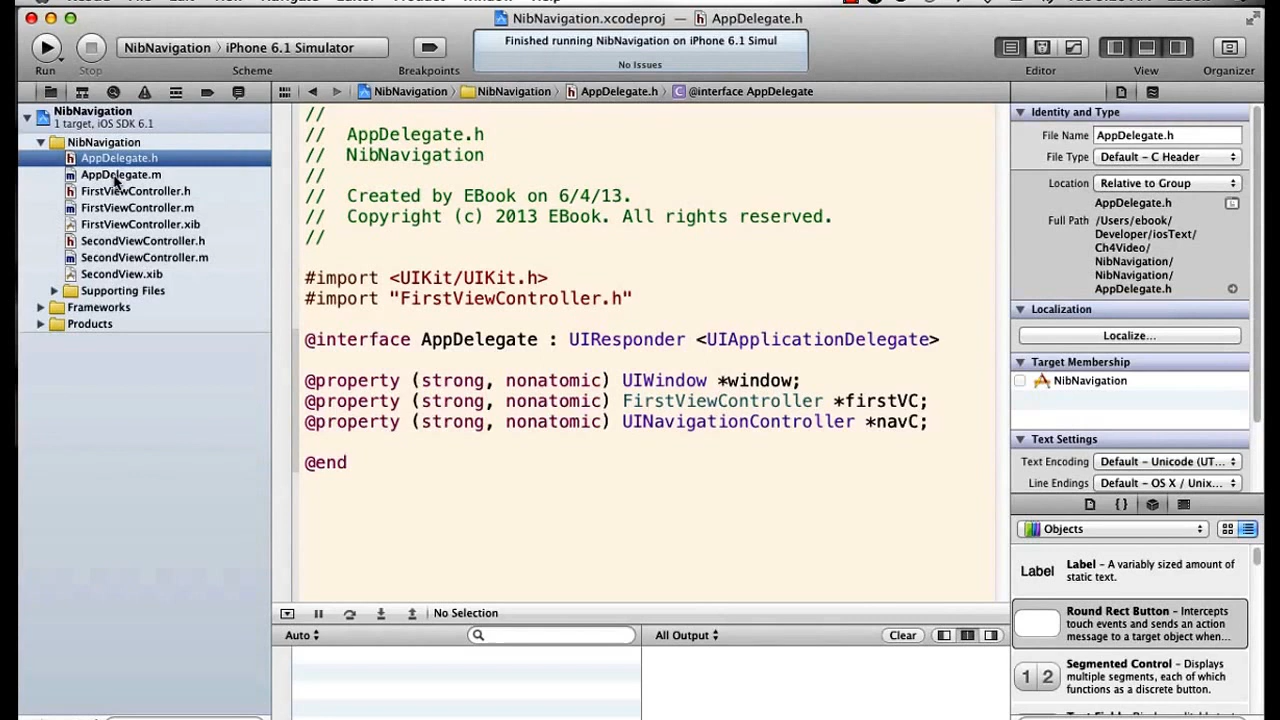 NibNavigation.xcodeproj — AppDelegate.h
Run
Stop
NibNavigation 〉 iPhone 6.1 Simulator
Scheme
Breakpoints
Finished running NibNavigation on iPhone 6.1 Simul
No Issues
Editor
View
Organizer
NibNavigation
NibNavigation
AppDelegate.h
@interface AppDelegate
NibNavigation
1 target, iOS SDK 6.1
NibNavigation
AppDelegate.h
AppDelegate.m
FirstViewController.h
FirstViewController.m
FirstViewController.xib
SecondViewController.h
SecondViewController.m
SecondView.xib
Supporting Files
Frameworks
Products
//
// AppDelegate.h
// NibNavigation
//
// Created by EBook on 6/4/13.
// Copyright (c) 2013 EBook. All rights reserved.
//
#import <UIKit/UIKit.h>
#import "FirstViewController.h"
@interface AppDelegate : UIResponder <UIApplicationDelegate>
@property (strong, nonatomic) UIWindow *window;
@property (strong, nonatomic) FirstViewController *firstVC;
@property (strong, nonatomic) UINavigationController *navC;
@end
No Selection
Auto
All Output
Clear
Identity and Type
File Name AppDelegate.h
File Type Default - C Header
Location Relative to Group
AppDelegate.h
Full Path /Users/ebook/
Developer/iosText/
Ch4Video/
NibNavigation/
NibNavigation/
AppDelegate.h
Localization
Localize...
Target Membership
NibNavigation
Text Settings
Text Encoding Default - Unicode (UT...
Line Endings Default - OS X / Unix...
Objects
Label
Label - A variably sized amount of
static text.
Round Rect Button - Intercepts
touch events and sends an action
message to a target object when...
1 2
Segmented Control - Displays
multiple segments, each of which
functions as a discrete button.